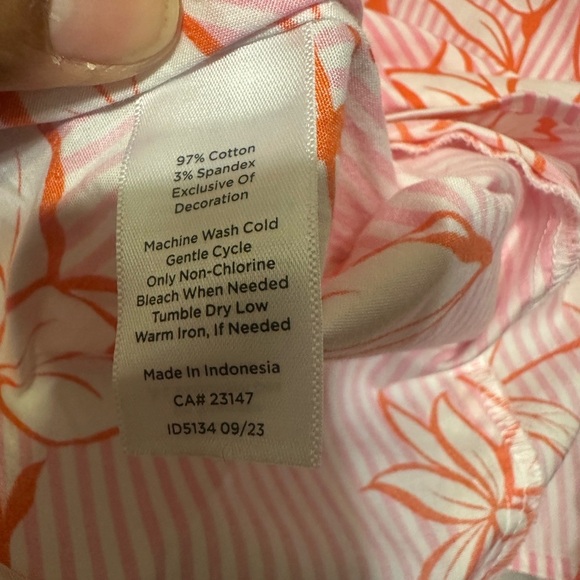 97% Cotton
3% Spandex
Exclusive Of
Decoration
Machine Wash Cold
Gentle Cycle
Only Non-Chlorine
Bleach When Needed
Tumble Dry Low
Warm Iron, If Needed
Made In Indonesia
CA# 23147
ID5134 09/23